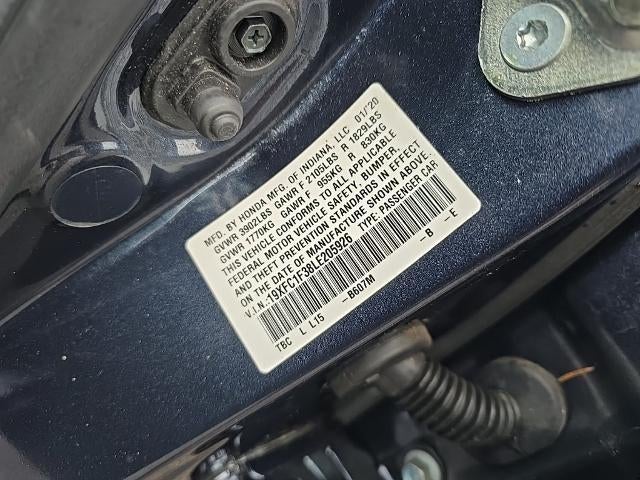 MFD. BY HONDA MFG. OF INDIANA, LLC 01/'20
GVWR 3902LBS GAWR F 2105LBS R 1829LBS
GVWR 1770KG GAWR F 955KG R 830KG
THIS VEHICLE CONFORMS TO ALL APPLICABLE
FEDERAL MOTOR VEHICLE SAFETY, BUMPER,
AND THEFT PREVENTION STANDARDS IN EFFECT
ON THE DATE OF MANUFACTURE SHOWN ABOVE.
V.I.N.:19XFC1F38LE205926 TYPE: PASSENGER CAR
TBC L L15 -B607M -B -E